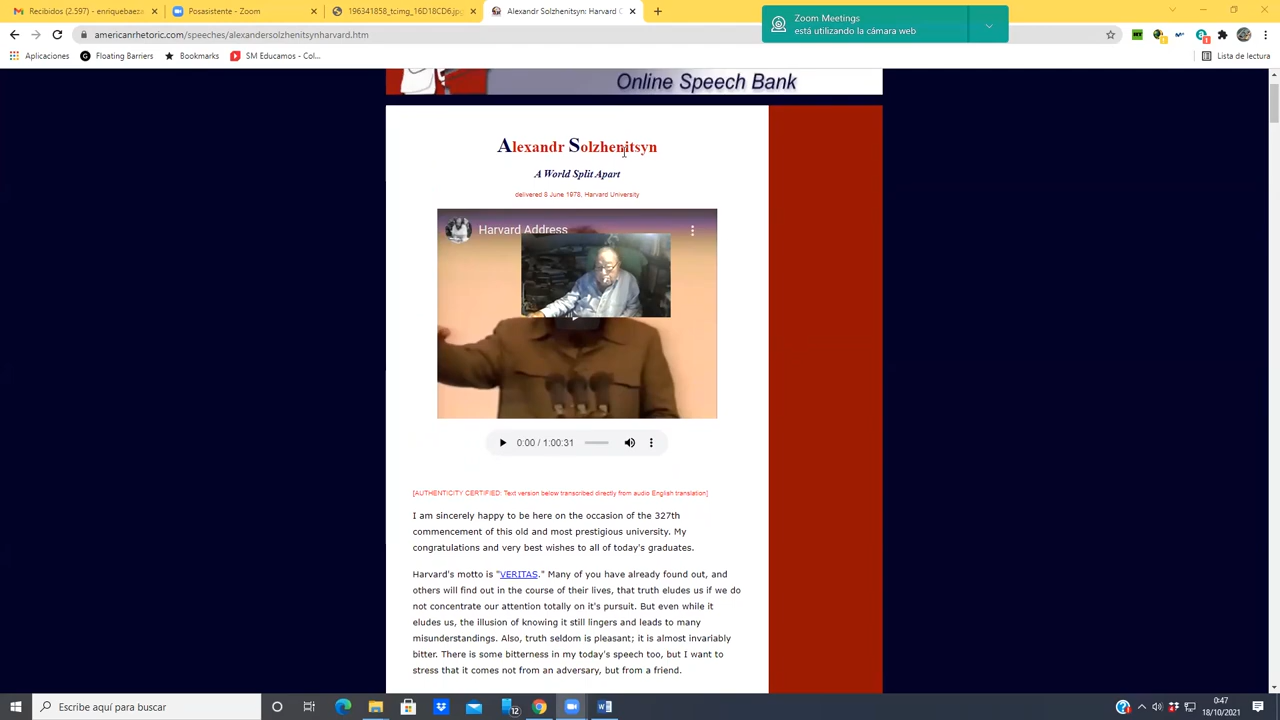 Recibidos (2.597) - enriquebaeza
Posasistente - Zoom
196341858_tcimg_16D18CD6.jpg
Alexandr Solzhenitsyn: Harvard C
americanrhetoric.com/speeches/alexandersolzhenitsynharvard.htm
Zoom Meetings
está utilizando la cámara web
Aplicaciones
Floating Barriers
Bookmarks
SM Educamos - Col...
Lista de lectura
Online Speech Bank
Alexandr Solzhenitsyn
A World Split Apart
delivered 8 June 1978, Harvard University
Harvard Address
0:00 / 1:00:31
[AUTHENTICITY CERTIFIED: Text version below transcribed directly from audio English translation]
I am sincerely happy to be here on the occasion of the 327th
commencement of this old and most prestigious university. My
congratulations and very best wishes to all of today's graduates.
Harvard's motto is "VERITAS." Many of you have already found out, and
others will find out in the course of their lives, that truth eludes us if we do
not concentrate our attention totally on it's pursuit. But even while it
eludes us, the illusion of knowing it still lingers and leads to many
misunderstandings. Also, truth seldom is pleasant; it is almost invariably
bitter. There is some bitterness in my today's speech too, but I want to
stress that it comes not from an adversary, but from a friend.
Escribe aquí para buscar
12
0:47
18/10/2021